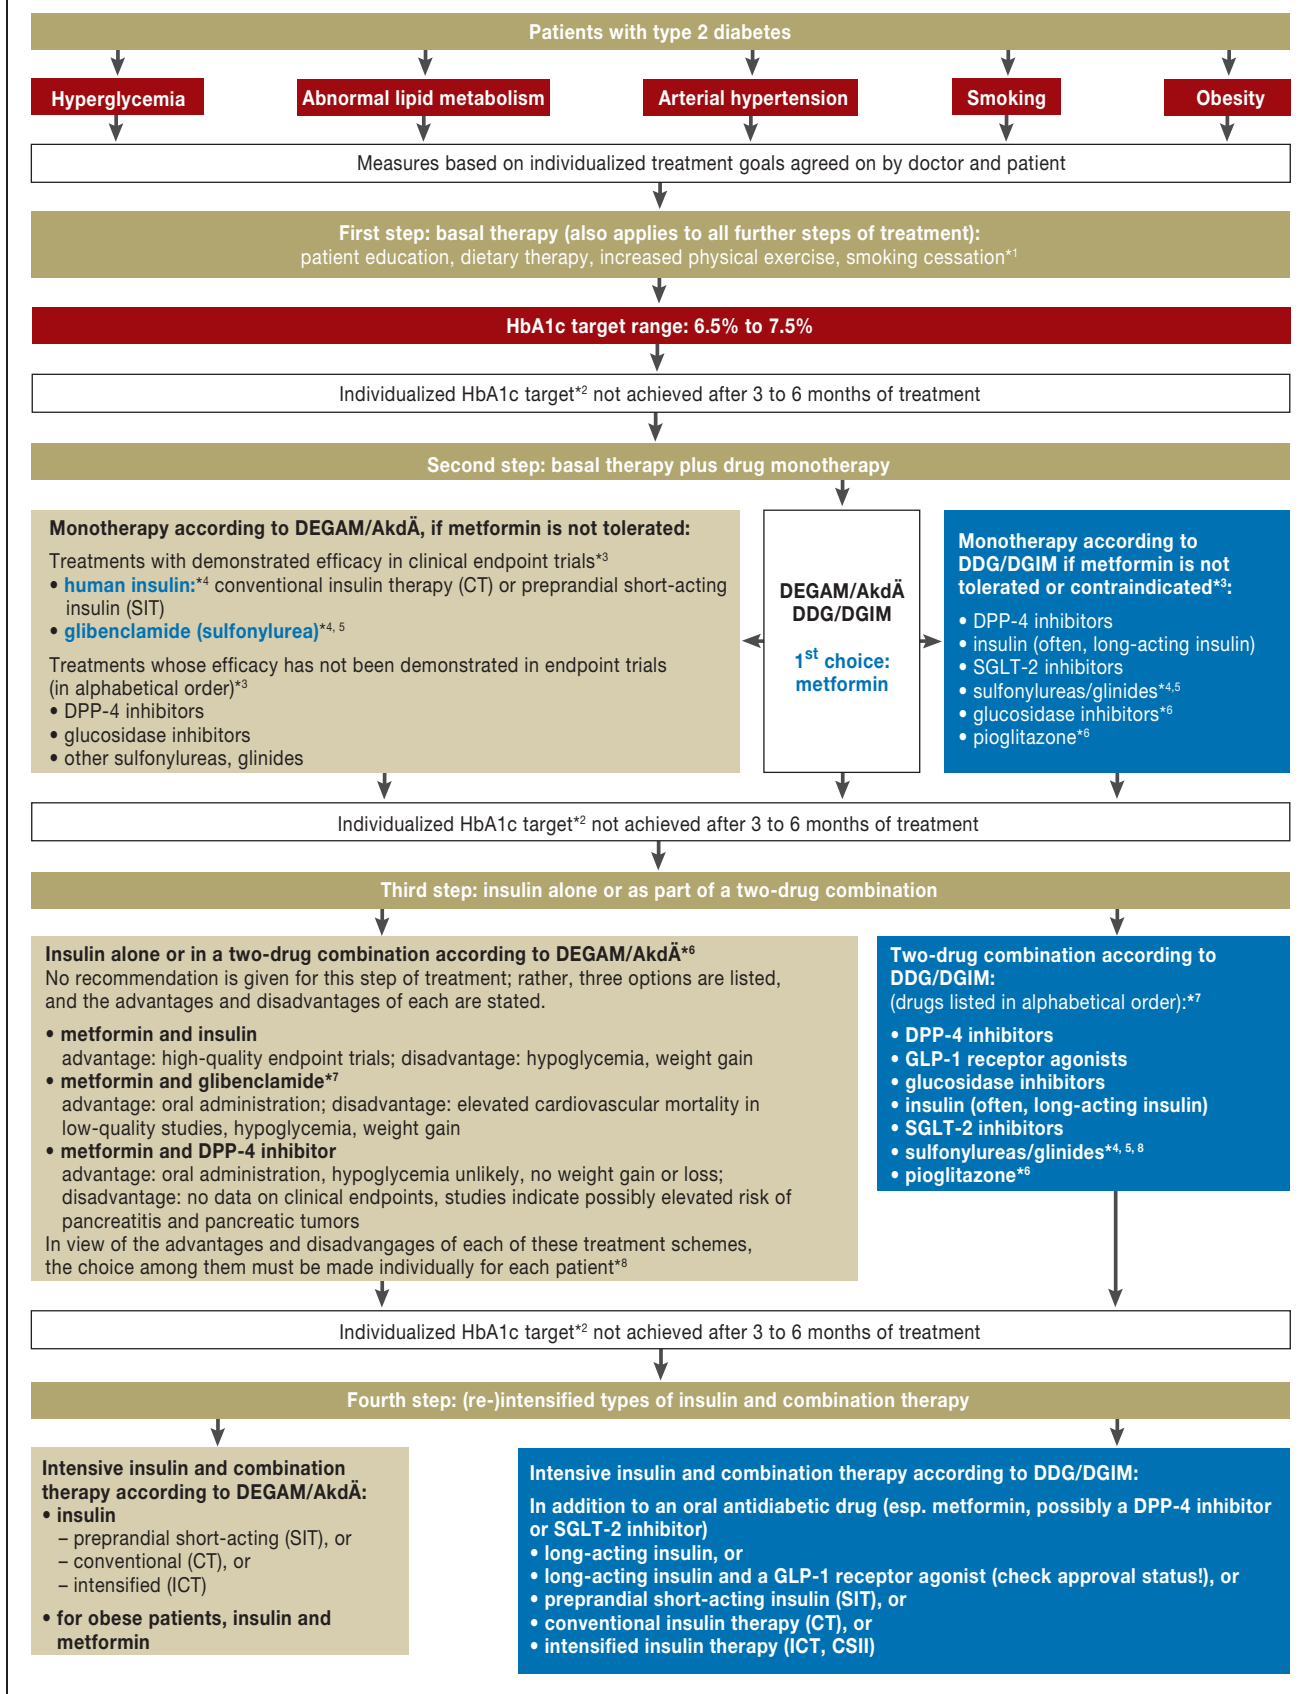 Patients with type 2 diabetes
Hyperglycemia
Abnormal lipid metabolism
Arterial hypertension
Smoking
Obesity
Measures based on individualized treatment goals agreed on by doctor and patient
First step: basal therapy (also applies to all further steps of treatment):
patient education, dietary therapy, increased physical exercise, smoking cessation*1
HbA1c target range: 6.5% to 7.5%
Individualized HbA1c target*2 not achieved after 3 to 6 months of treatment
Second step: basal therapy plus drug monotherapy
Monotherapy according to DEGAM/AkdÄ, if metformin is not tolerated:
Treatments with demonstrated efficacy in clinical endpoint trials*3
• human insulin:*4 conventional insulin therapy (CT) or preprandial short-acting
insulin (SIT)
• glibenclamide (sulfonylurea)*4, 5
Treatments whose efficacy has not been demonstrated in endpoint trials
(in alphabetical order)*3
• DPP-4 inhibitors
• glucosidase inhibitors
• other sulfonylureas, glinides
DEGAM/AkdÄ
DDG/DGIM
1st choice:
metformin
Monotherapy according to
DDG/DGIM if metformin is not
tolerated or contraindicated*3:
• DPP-4 inhibitors
• insulin (often, long-acting insulin)
• SGLT-2 inhibitors
• sulfonylureas/glinides*4,5
• glucosidase inhibitors*6
• pioglitazone*6
Individualized HbA1c target*2 not achieved after 3 to 6 months of treatment
Third step: insulin alone or as part of a two-drug combination
Insulin alone or in a two-drug combination according to DEGAM/AkdÄ*6
No recommendation is given for this step of treatment; rather, three options are listed,
and the advantages and disadvantages of each are stated.
• metformin and insulin
advantage: high-quality endpoint trials; disadvantage: hypoglycemia, weight gain
• metformin and glibenclamide*7
advantage: oral administration; disadvantage: elevated cardiovascular mortality in
low-quality studies, hypoglycemia, weight gain
• metformin and DPP-4 inhibitor
advantage: oral administration, hypoglycemia unlikely, no weight gain or loss;
disadvantage: no data on clinical endpoints, studies indicate possibly elevated risk of
pancreatitis and pancreatic tumors
In view of the advantages and disadvangages of each of these treatment schemes,
the choice among them must be made individually for each patient*8
Two-drug combination according to
DDG/DGIM:
(drugs listed in alphabetical order):*7
• DPP-4 inhibitors
• GLP-1 receptor agonists
• glucosidase inhibitors
• insulin (often, long-acting insulin)
• SGLT-2 inhibitors
• sulfonylureas/glinides*4, 5, 8
• pioglitazone*6
Individualized HbA1c target*2 not achieved after 3 to 6 months of treatment
Fourth step: (re-)intensified types of insulin and combination therapy
Intensive insulin and combination
therapy according to DEGAM/AkdÄ:
• insulin
– preprandial short-acting (SIT), or
– conventional (CT), or
– intensified (ICT)
• for obese patients, insulin and
metformin
Intensive insulin and combination therapy according to DDG/DGIM:
In addition to an oral antidiabetic drug (esp. metformin, possibly a DPP-4 inhibitor
or SGLT-2 inhibitor)
• long-acting insulin, or
• long-acting insulin and a GLP-1 receptor agonist (check approval status!), or
• preprandial short-acting insulin (SIT), or
• conventional insulin therapy (CT), or
• intensified insulin therapy (ICT, CSII)